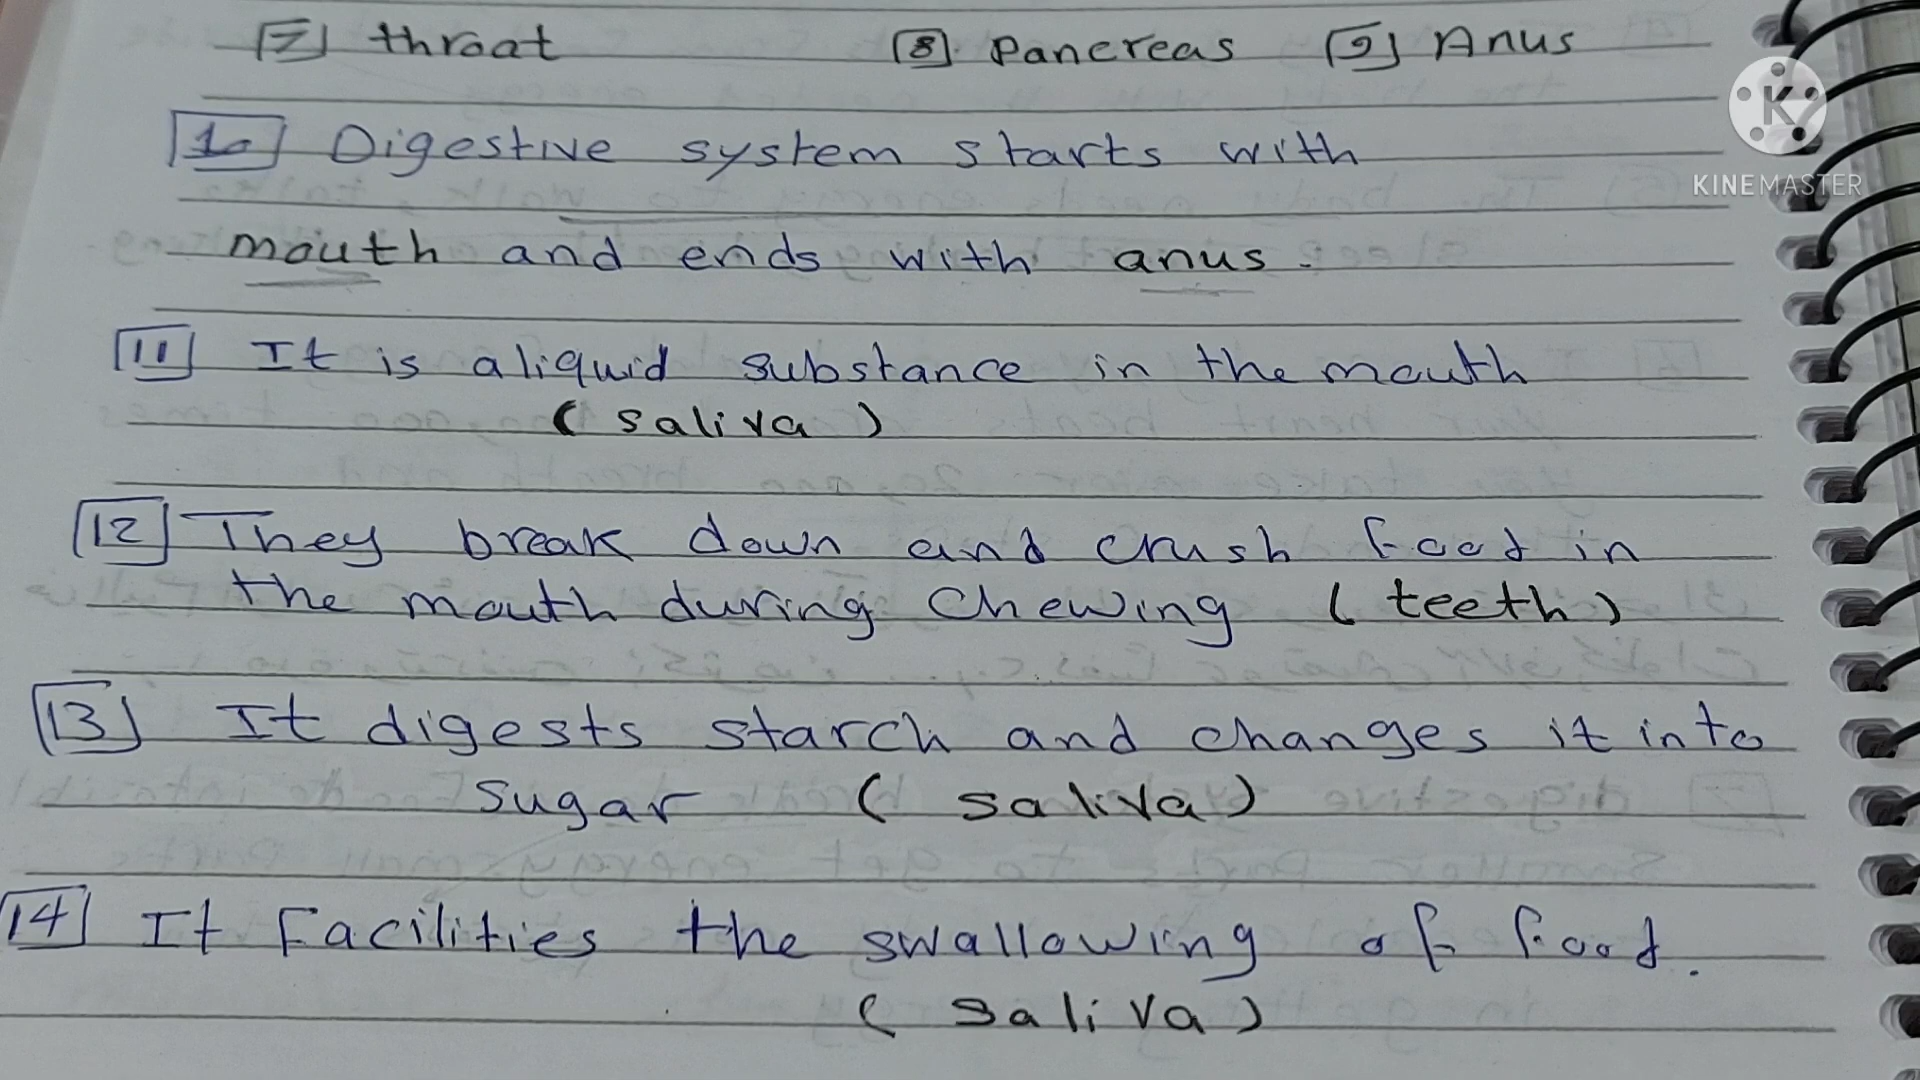 7 throat 8 Pancreas 9 Anus
10 Digestive system starts with
mouth and ends with anus.
11 It is a liquid substance in the mouth
(saliva)
12 They break down and crush food in
the mouth during chewing (teeth)
13 It digests starch and changes it into
sugar (saliva)
14 It Facilities the swallowing of food.
(saliva)
K
KINEMASTER